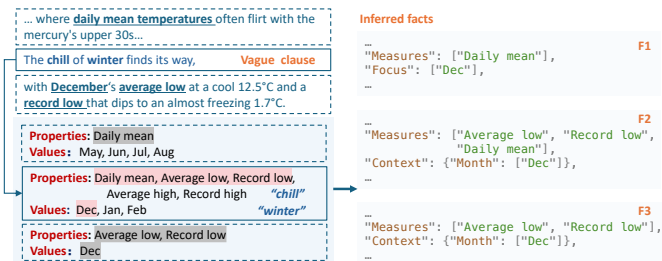 … where daily mean temperatures often flirt with the
mercury's upper 30s…
The chill of winter finds its way, Vague clause
with December's average low at a cool 12.5°C and a
record low that dips to an almost freezing 1.7°C.
Properties: Daily mean
Values: May, Jun, Jul, Aug
Properties: Daily mean, Average low, Record low,
Average high, Record high "chill"
Values: Dec, Jan, Feb "winter"
Properties: Average low, Record low
Values: Dec
Inferred facts
… F1
"Measures": ["Daily mean"],
"Focus": ["Dec"],
…
… F2
"Measures": ["Average low", "Record low",
"Daily mean"],
"Context": {"Month": ["Dec"]},
…
… F3
"Measures": ["Average low", "Record low"],
"Context": {"Month": ["Dec"]},
…